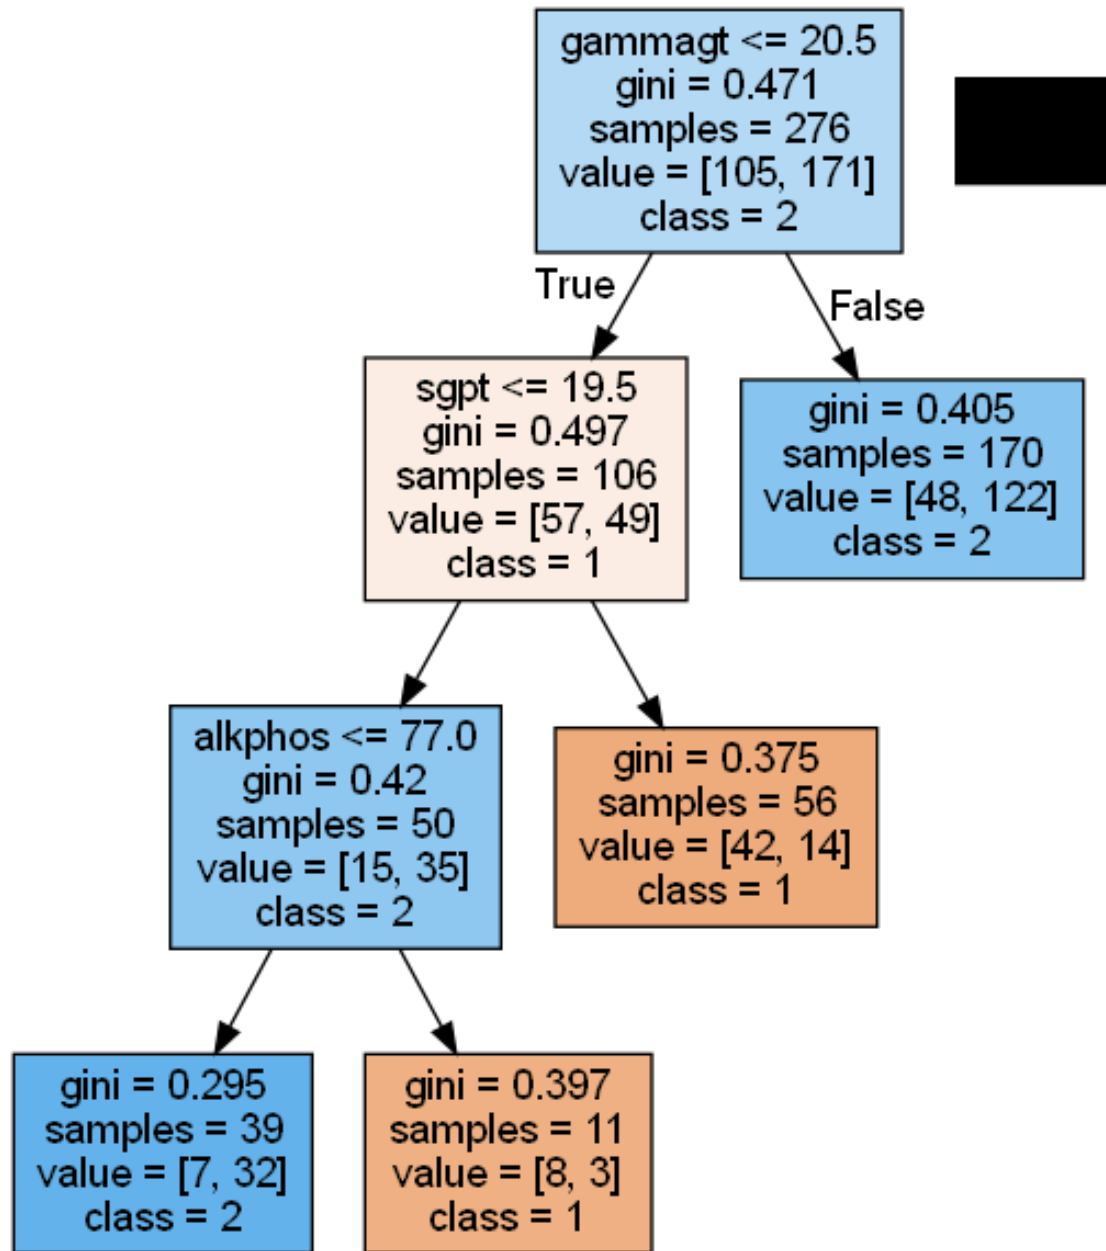 gammagt <= 20.5
gini = 0.471
samples = 276
value = [105, 171]
class = 2
True
False
sgpt <= 19.5
gini = 0.497
samples = 106
value = [57, 49]
class = 1
gini = 0.405
samples = 170
value = [48, 122]
class = 2
alkphos <= 77.0
gini = 0.42
samples = 50
value = [15, 35]
class = 2
gini = 0.375
samples = 56
value = [42, 14]
class = 1
gini = 0.295
samples = 39
value = [7, 32]
class = 2
gini = 0.397
samples = 11
value = [8, 3]
class = 1